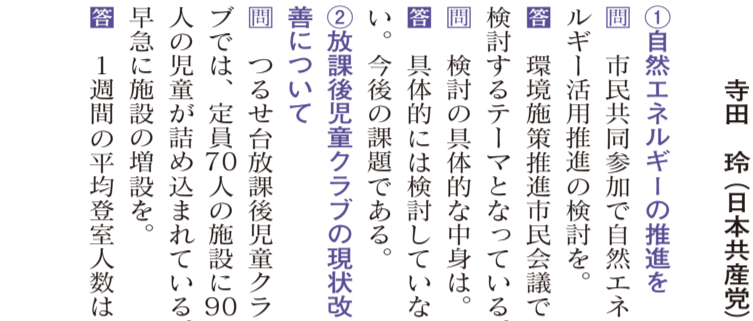 寺田　玲(日本共産党)
①自然エネルギーの推進を
問　市民共同参加で自然エネ
ルギー活用推進の検討を。
答　環境施策推進市民会議で
検討するテーマとなっている。
問　検討の具体的な中身は。
答　具体的には検討していな
い。今後の課題である。
②放課後児童クラブの現状改
善について
問　つるせ台放課後児童クラ
ブでは、定員70人の施設に90
人の児童が詰め込まれている。
早急に施設の増設を。
答　1週間の平均登室人数は